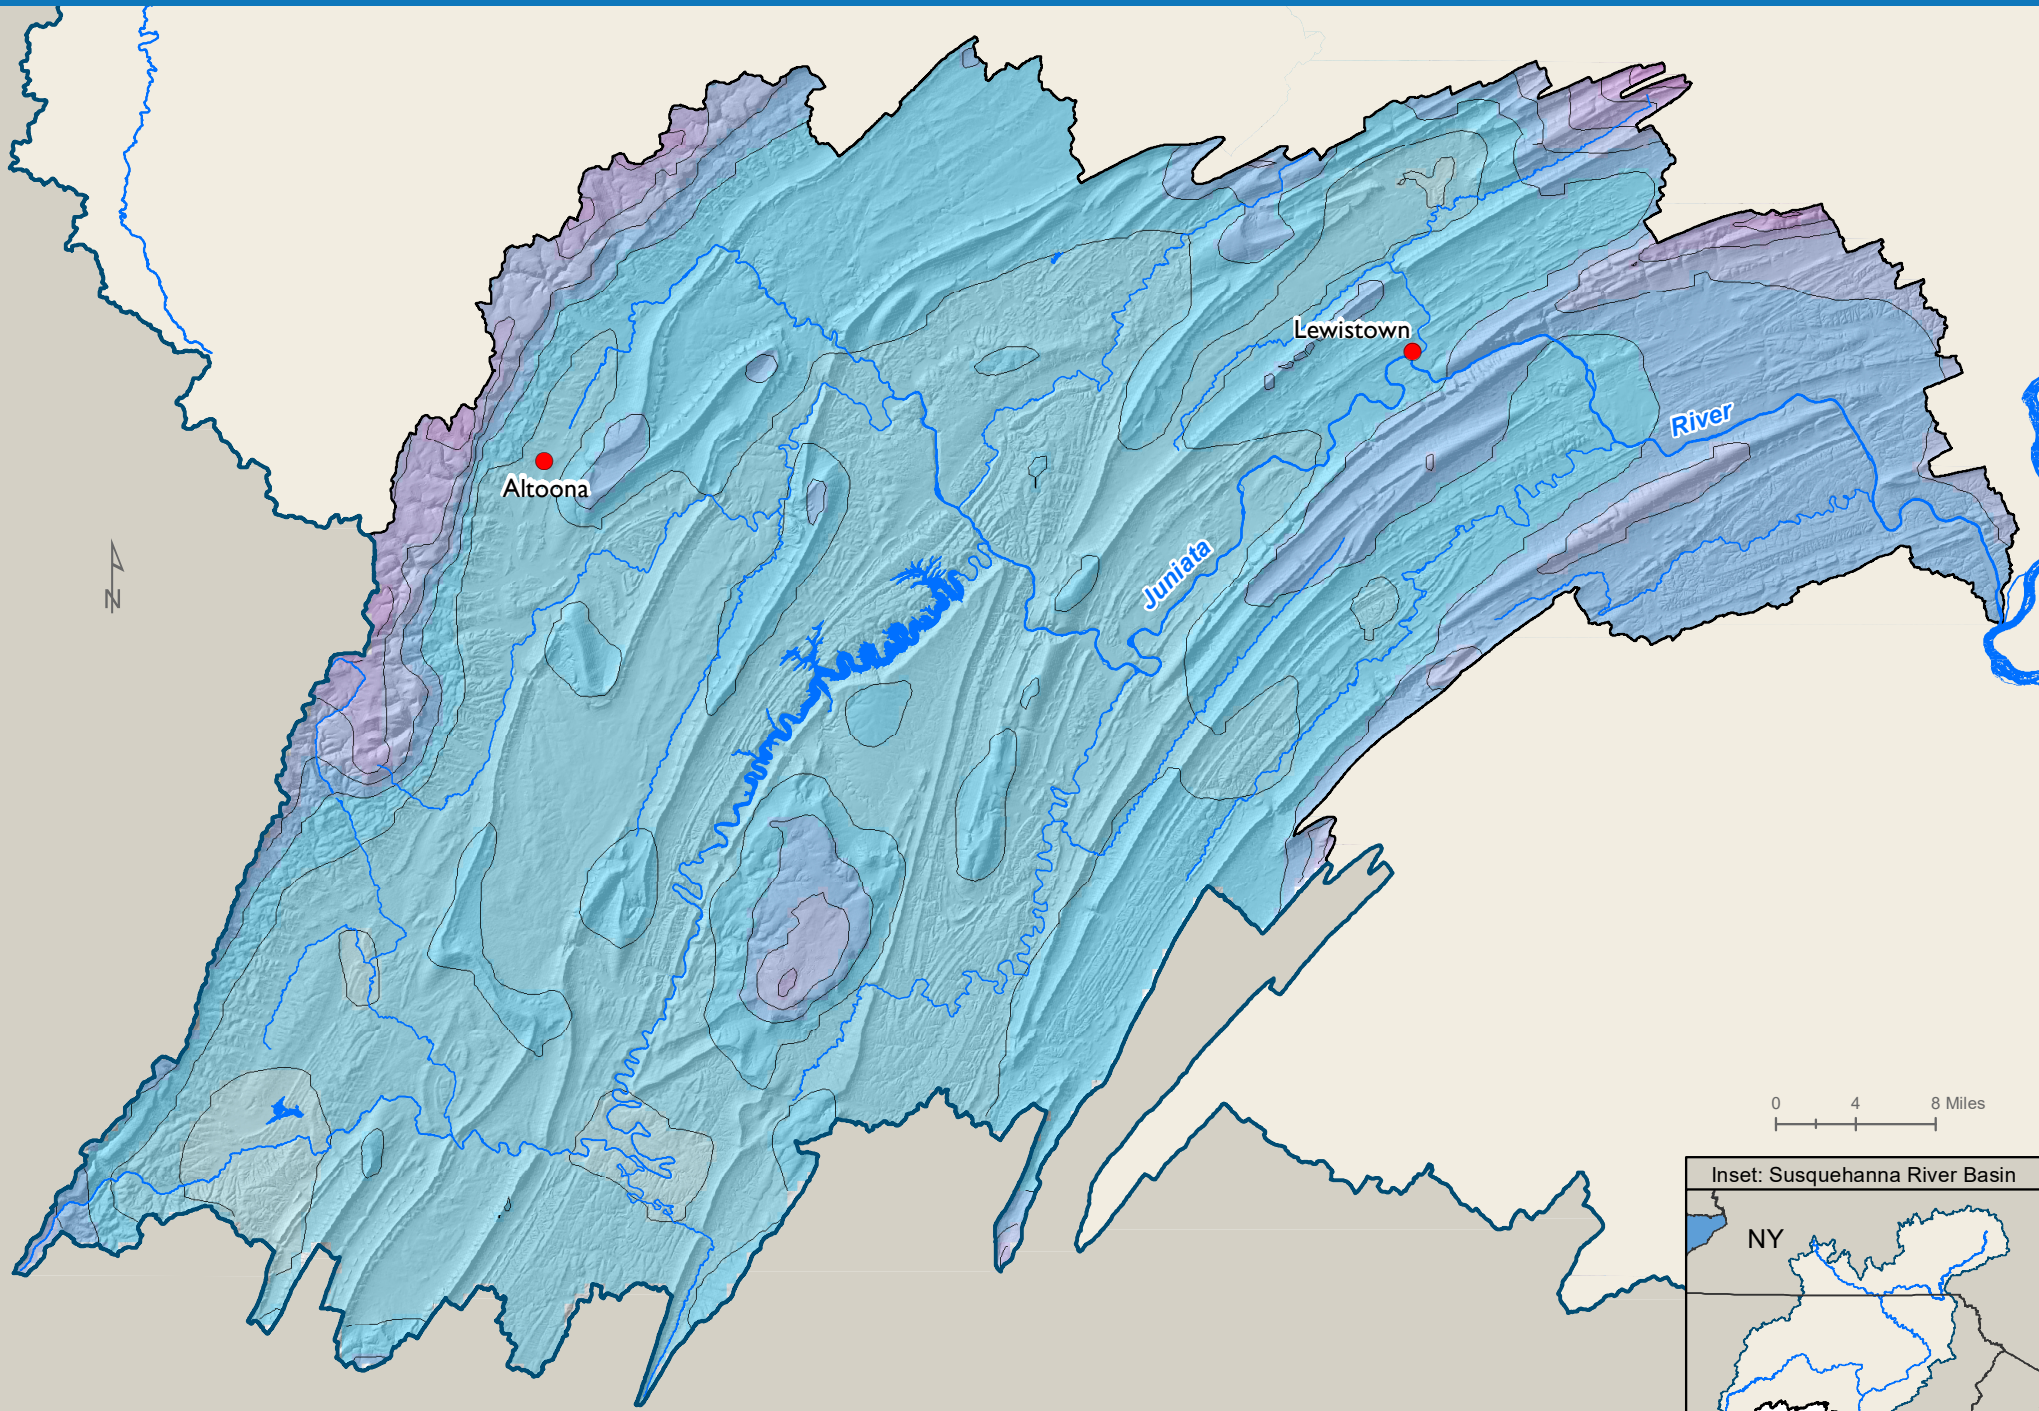 Lewistown
River
Altoona
Juniata
N
0 4 8 Miles
Inset: Susquehanna River Basin
NY